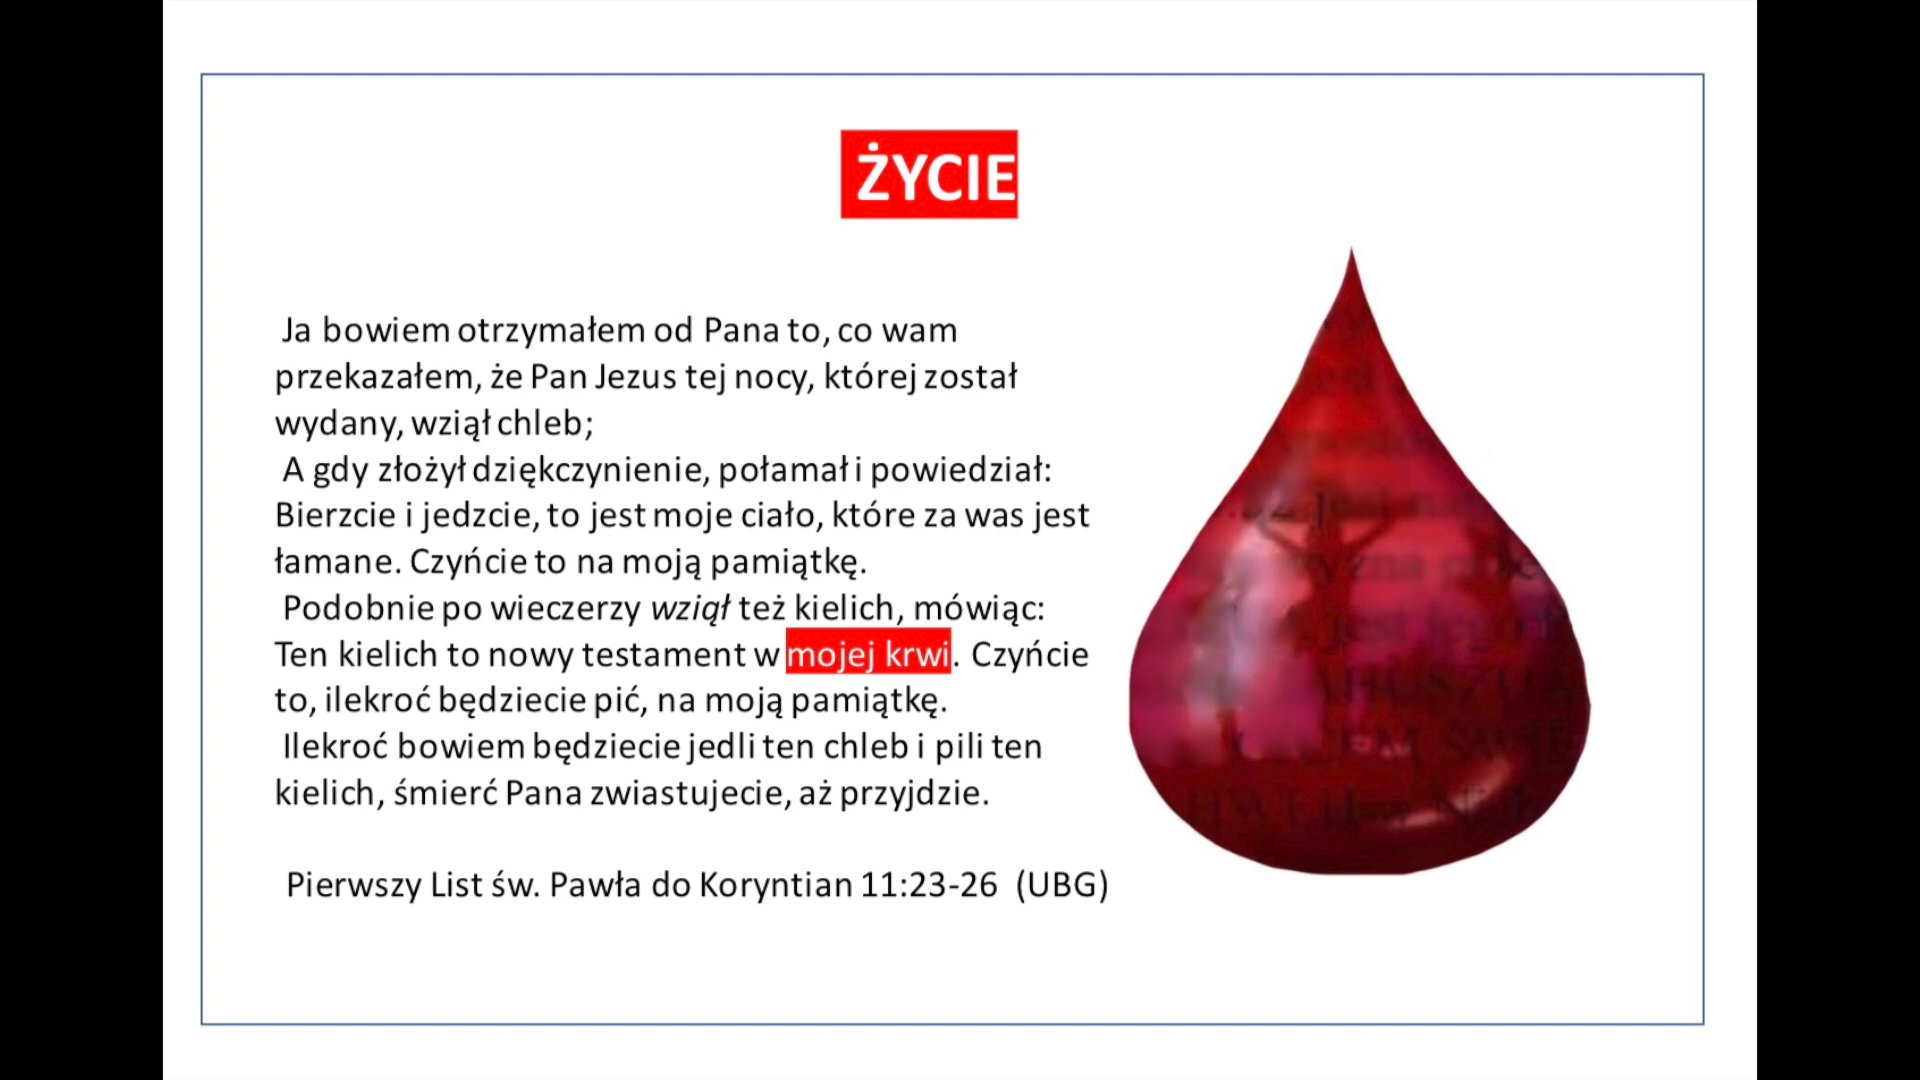 ŻYCIE
Ja bowiem otrzymałem od Pana to, co wam
przekazałem, że Pan Jezus tej nocy, której został
wydany, wziął chleb;
A gdy złożył dziękczynienie, połamał i powiedział:
Bierzcie i jedzcie, to jest moje ciało, które za was jest
łamane. Czyńcie to na moją pamiątkę.
Podobnie po wieczerzy wziął też kielich, mówiąc:
Ten kielich to nowy testament w mojej krwi. Czyńcie
to, ilekroć będziecie pić, na moją pamiątkę.
Ilekroć bowiem będziecie jedli ten chleb i pili ten
kielich, śmierć Pana zwiastujecie, aż przyjdzie.
Pierwszy List św. Pawła do Koryntian 11:23-26 (UBG)